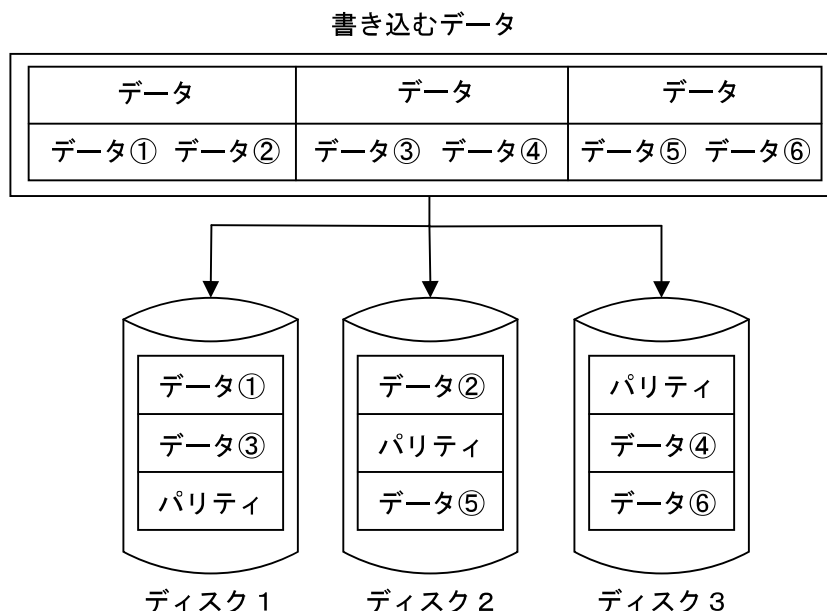 書き込むデータ
データ データ データ
データ① データ② データ③ データ④ データ⑤ データ⑥
データ① データ② パリティ
データ③ パリティ データ④
パリティ データ⑤ データ⑥
ディスク1 ディスク2 ディスク3